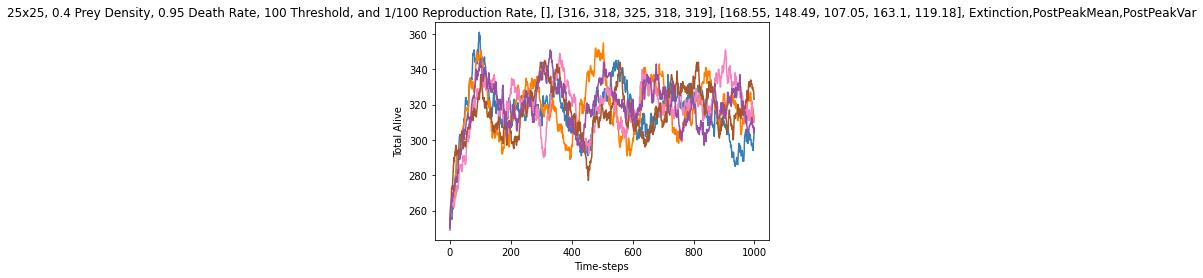 25x25, 0.4 Prey Density, 0.95 Death Rate, 100 Threshold, and 1/100 Reproduction Rate, [], [316, 318, 325, 318, 319], [168.55, 148.49, 107.05, 163.1, 119.18], Extinction,PostPeakMean,PostPeakVar
360
340
320
300
280
260
Total Alive
0 200 400 600 800 1000
Time-steps